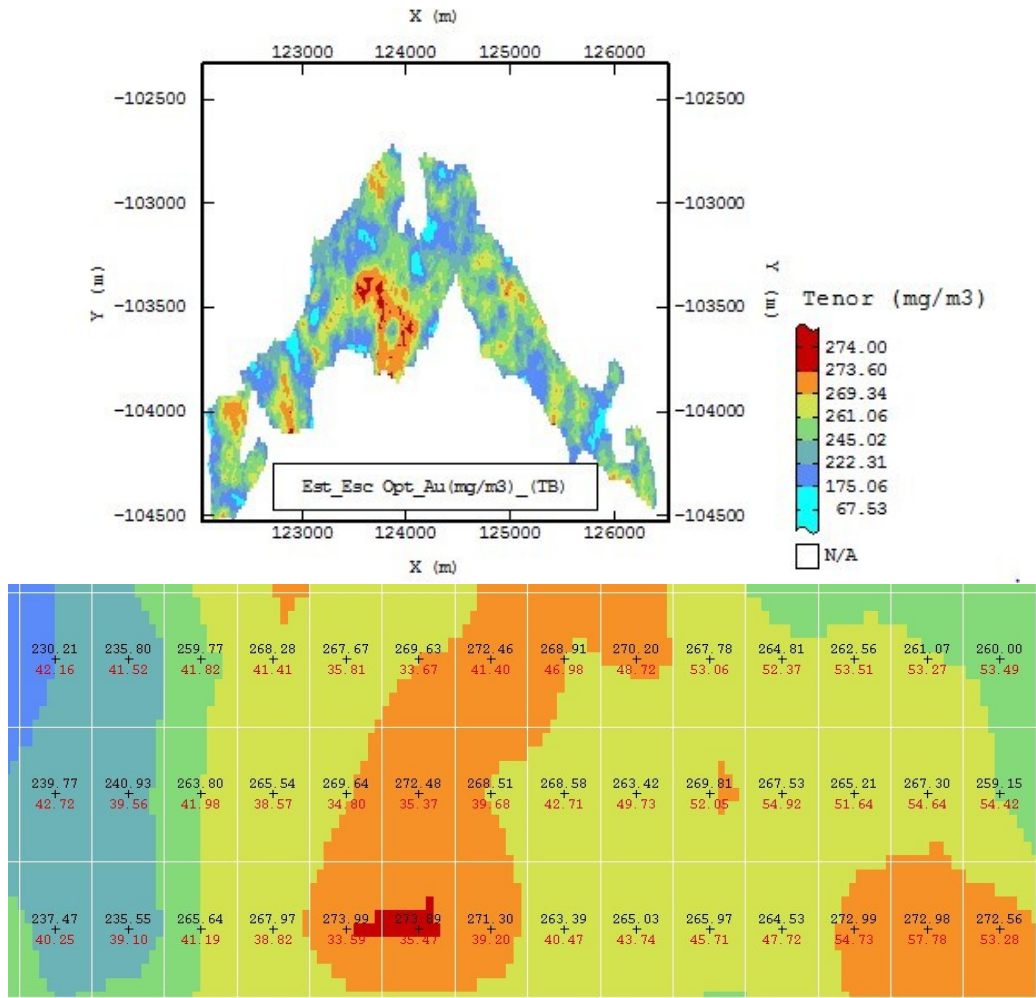 X (m)
123000 124000 125000 126000
-102500 -102500
-103000 -103000
-103500 -103500
-104000 -104000
-104500 -104500
Y (m)
Y (m)
Est_Esc Opt_Au(mg/m3)_(TB)
123000 124000 125000 126000
X (m)
Tenor (mg/m3)
274.00
273.60
269.34
261.06
245.02
222.31
175.06
67.53
N/A
230.21 235.80 259.77 268.28 267.67 269.63 272.46 268.91 270.20 267.78 264.81 262.56 261.07 260.00
42.16 41.52 41.82 41.41 35.81 33.67 41.40 46.98 48.72 53.06 52.37 53.51 53.27 53.49
239.77 240.93 263.80 265.54 269.64 272.48 268.51 268.58 263.42 269.81 267.53 265.21 267.30 259.15
42.72 39.56 41.98 38.57 34.80 35.37 39.68 42.71 49.73 52.05 54.92 51.64 54.64 54.42
237.47 235.55 265.64 267.97 273.99 273.89 271.30 263.39 265.03 265.97 264.53 272.99 272.98 272.56
40.25 39.10 41.19 38.82 33.59 35.47 39.20 40.47 43.74 45.71 47.72 54.73 57.78 53.28